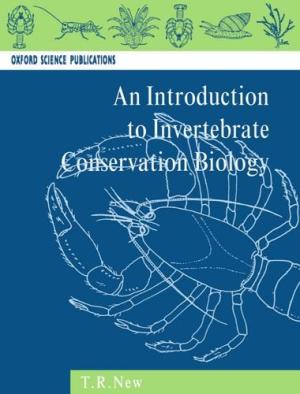 OXFORD SCIENCE PUBLICATIONS
An Introduction
to Invertebrate
Conservation Biology
T.R.New